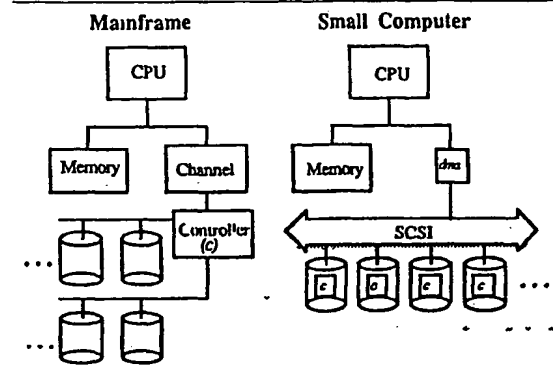 Mainframe
Small Computer
CPU
CPU
Memory
Channel
Memory
dma
Controller
(c)
SCSI
...
c
c
c
...
...